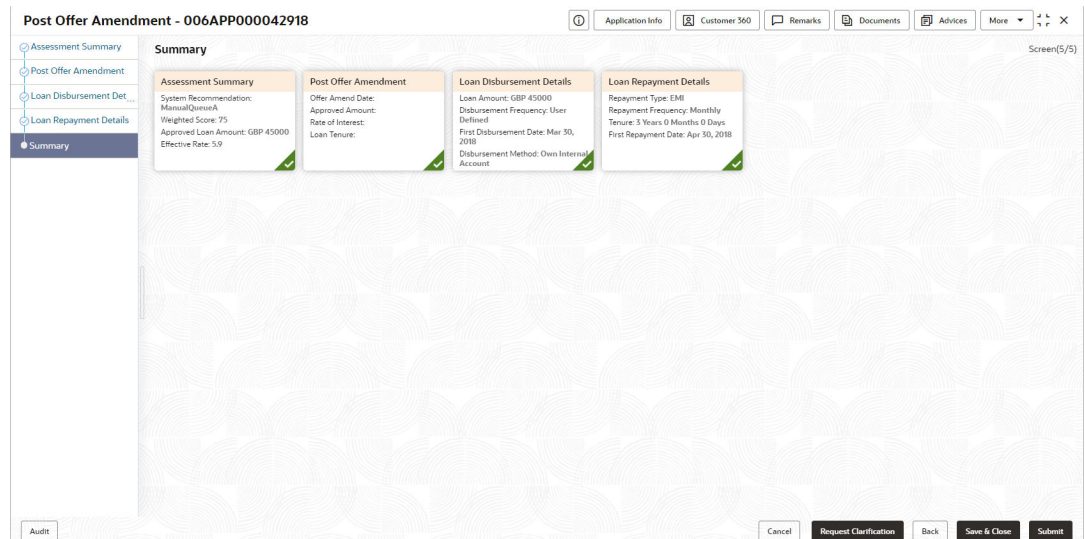 Post Offer Amendment - 006APP000042918
Application Info
Customer 360
Remarks
Documents
Advices
More
Assessment Summary
Post Offer Amendment
Loan Disbursement Det...
Loan Repayment Details
Summary
Summary
Screen(5/5)
Assessment Summary
System Recommendation:
ManualQueueA
Weighted Score: 75
Approved Loan Amount: GBP 45000
Effective Rate: 5.9
Post Offer Amendment
Offer Amend Date:
Approved Amount:
Rate of Interest:
Loan Tenure:
Loan Disbursement Details
Loan Amount: GBP 45000
Disbursement Frequency: User
Defined
First Disbursement Date: Mar 30,
2018
Disbursement Method: Own Internal
Account
Loan Repayment Details
Repayment Type: EMI
Repayment Frequency: Monthly
Tenure: 3 Years 0 Months 0 Days
First Repayment Date: Apr 30, 2018
Audit
Cancel
Request Clarification
Back
Save & Close
Submit